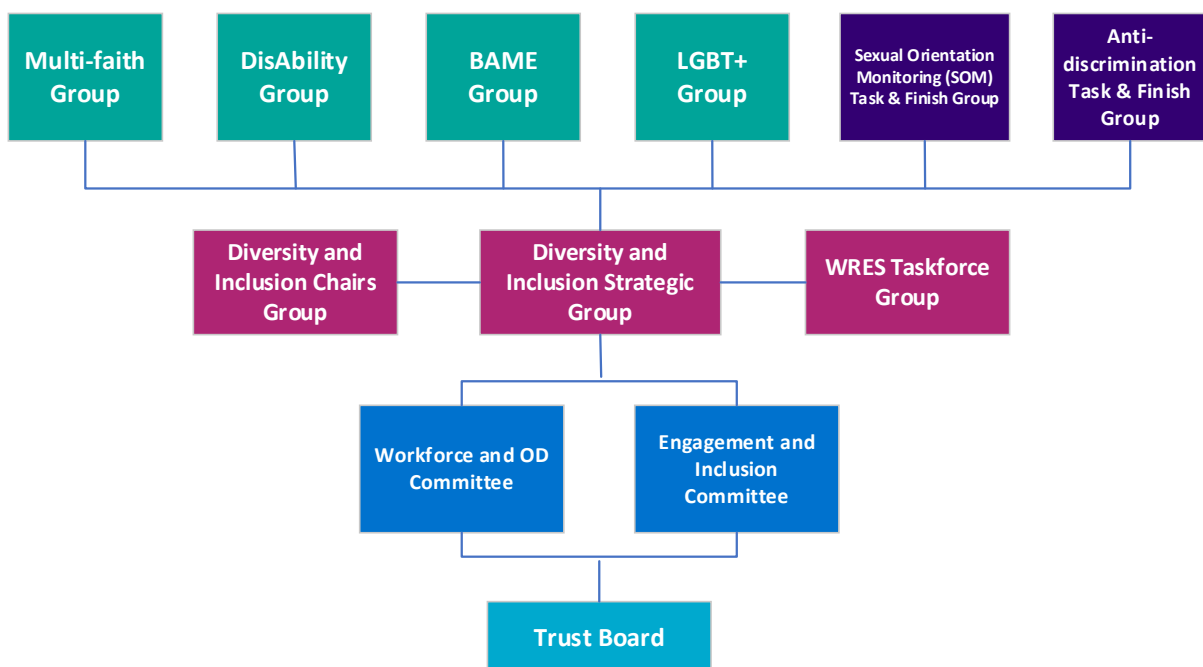 Multi-faith
Group
DisAbility
Group
BAME
Group
LGBT+
Group
Sexual Orientation
Monitoring (SOM)
Task & Finish Group
Anti-
discrimination
Task & Finish
Group
Diversity and
Inclusion Chairs
Group
Diversity and
Inclusion Strategic
Group
WRES Taskforce
Group
Workforce and OD
Committee
Engagement and
Inclusion
Committee
Trust Board